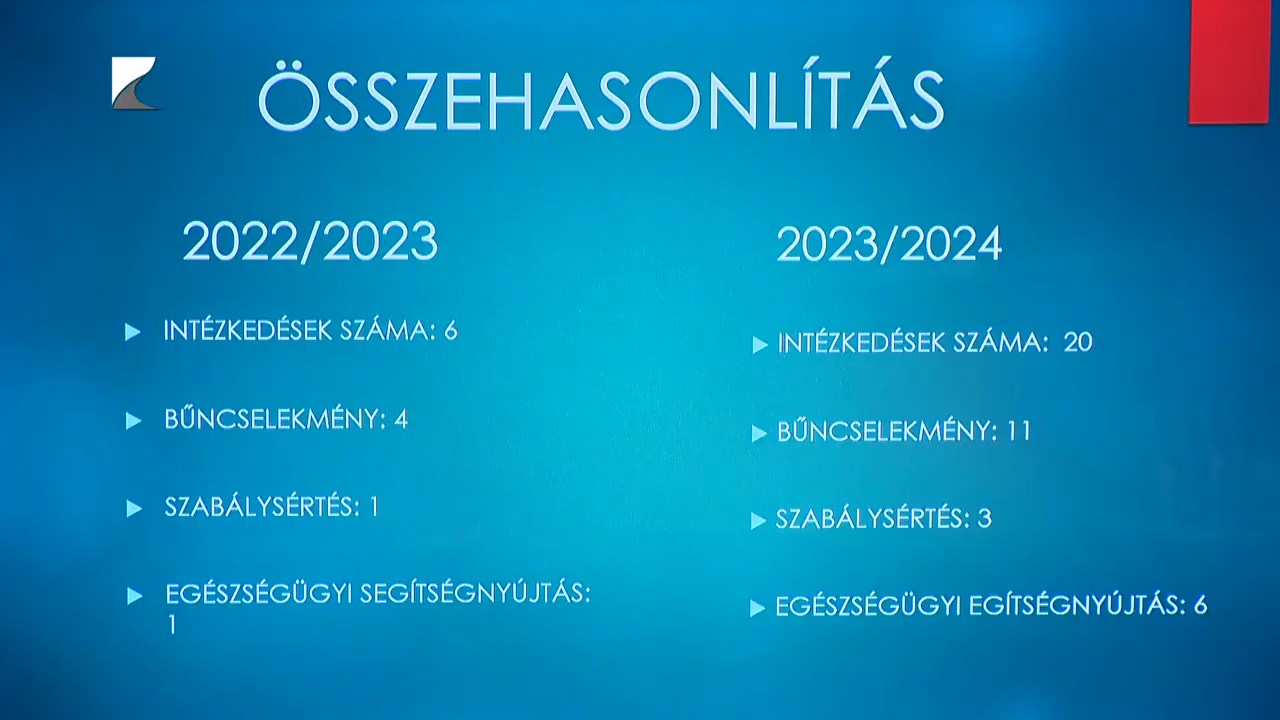 ÖSSZEHASONLÍTÁS
2022/2023
INTÉZKEDÉSEK SZÁMA: 6
BŰNCSELEKMÉNY: 4
SZABÁLYSÉRTÉS: 1
EGÉSZSÉGÜGYI SEGÍTSÉGNYÚJTÁS:
1
2023/2024
INTÉZKEDÉSEK SZÁMA: 20
BŰNCSELEKMÉNY: 11
SZABÁLYSÉRTÉS: 3
EGÉSZSÉGÜGYI EGÍTSÉGNYÚJTÁS: 6